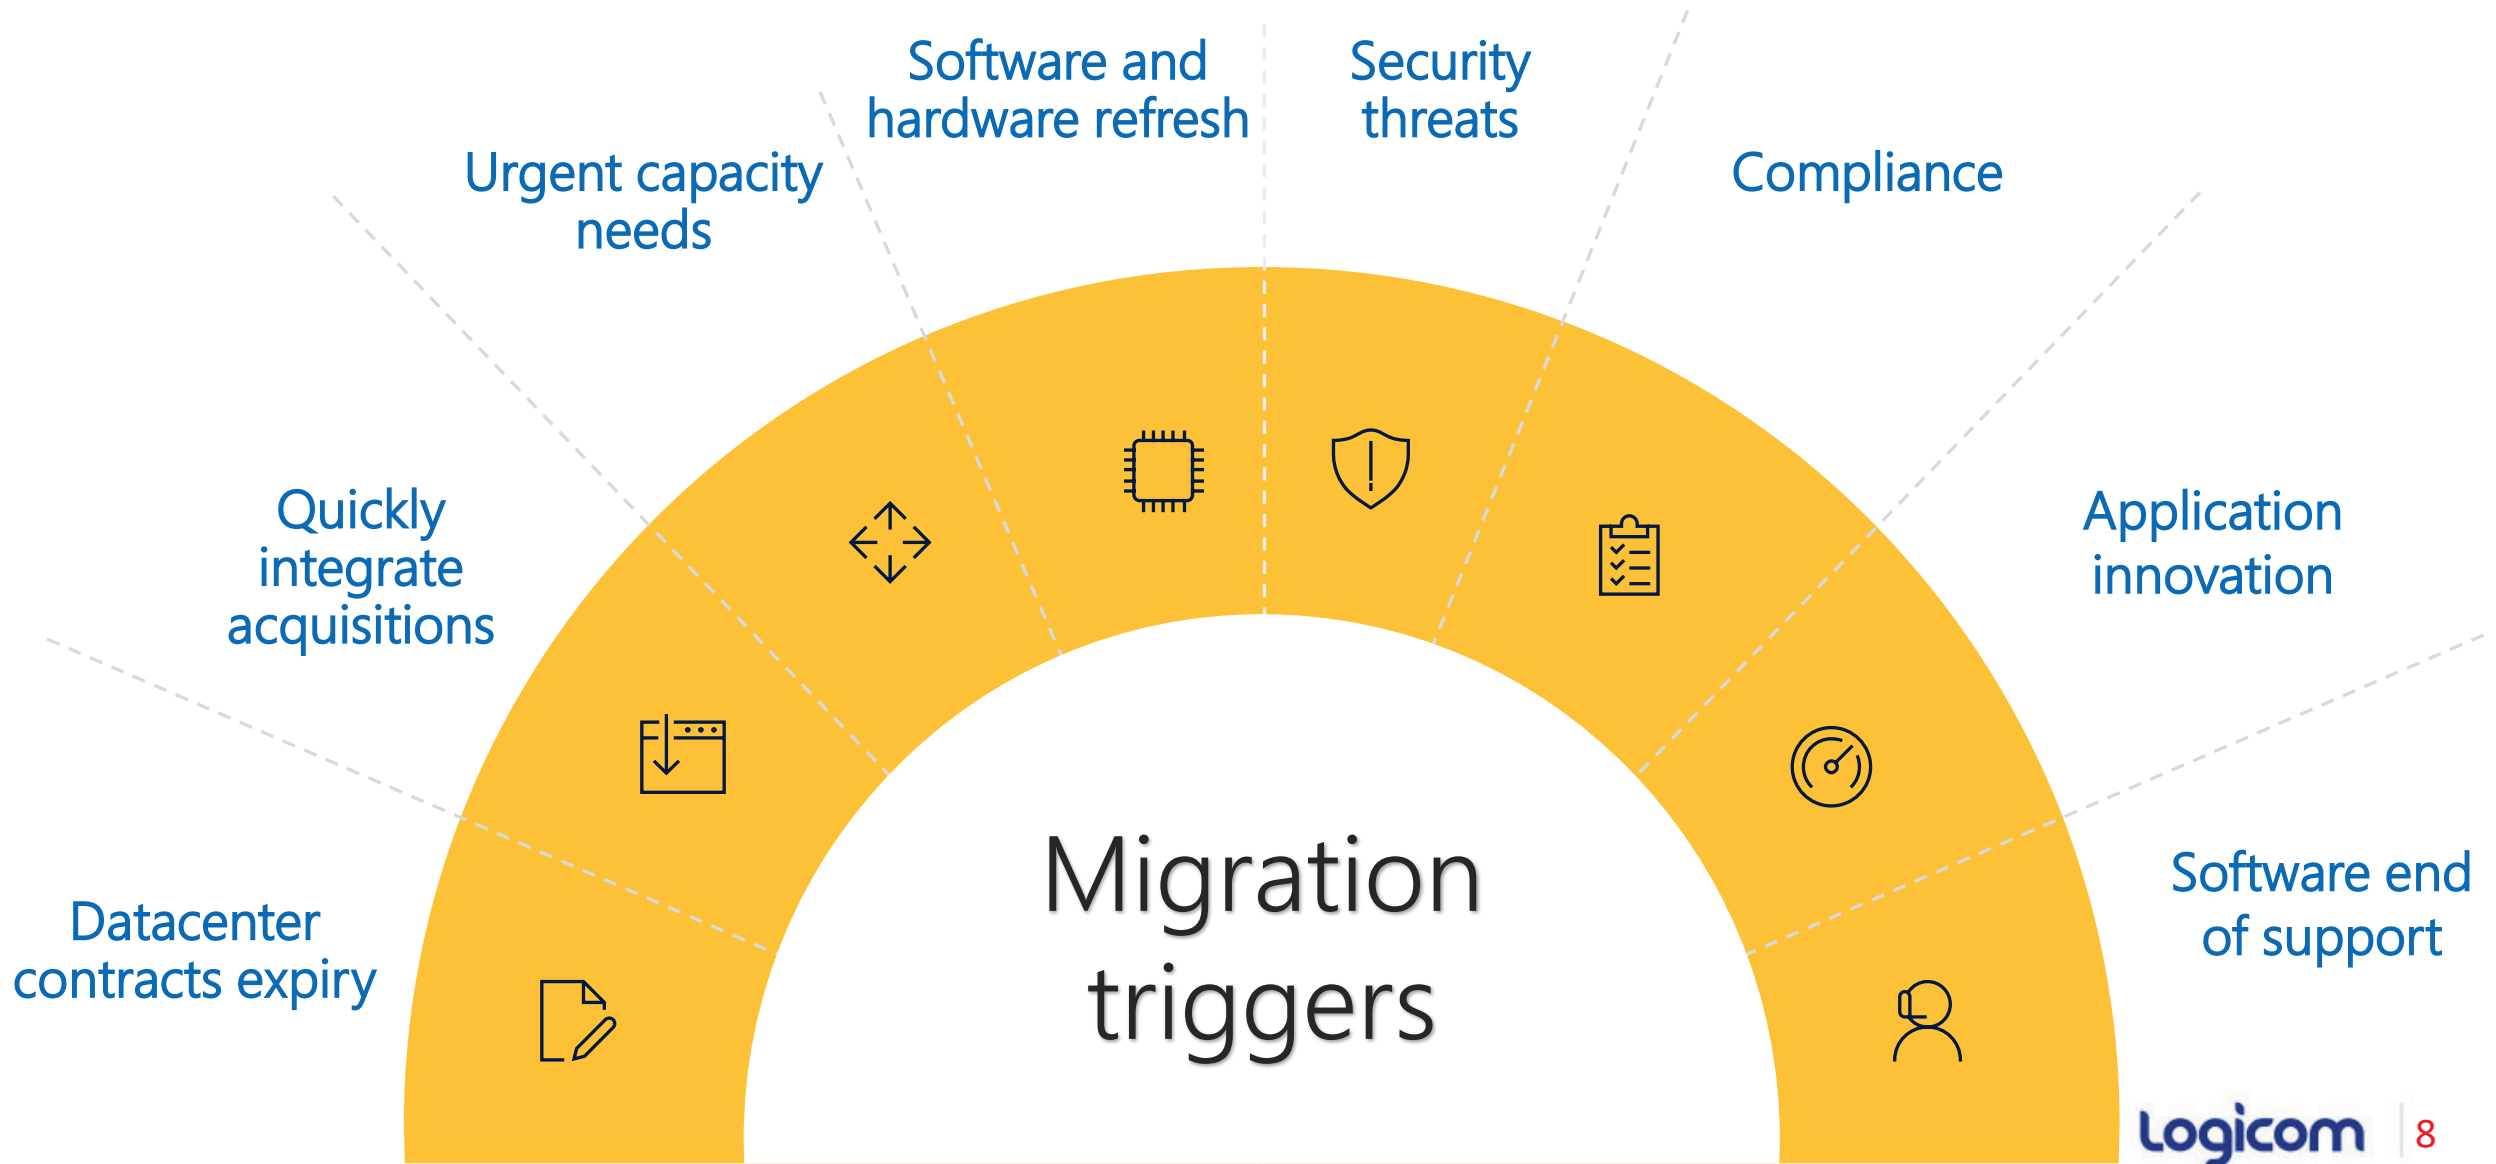 Software and
hardware refresh
Security
threats
Urgent capacity
needs
Compliance
Quickly
integrate
acquisitions
Application
innovation
Datacenter
contracts expiry
Software end
of support
Migration
triggers
logicom
8